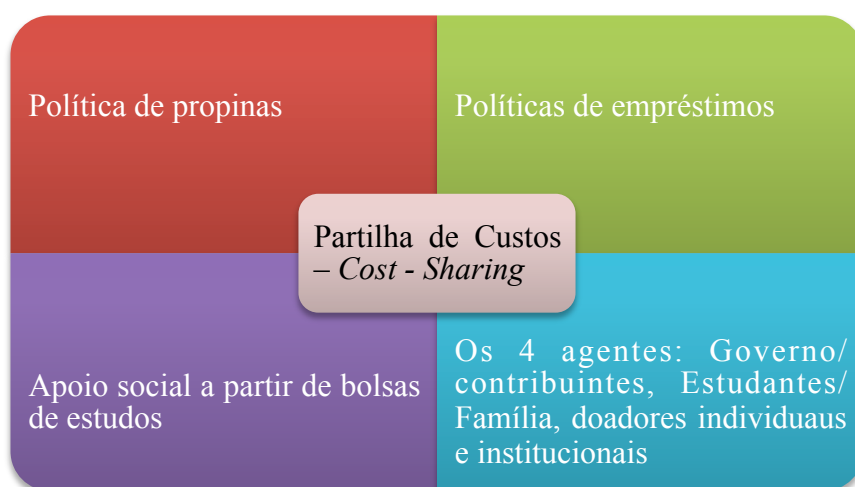 Política de propinas
Políticas de empréstimos
Partilha de Custos
– Cost - Sharing
Apoio social a partir de bolsas
de estudos
Os 4 agentes: Governo/
contribuintes, Estudantes/
Família, doadores individuaus
e institucionais